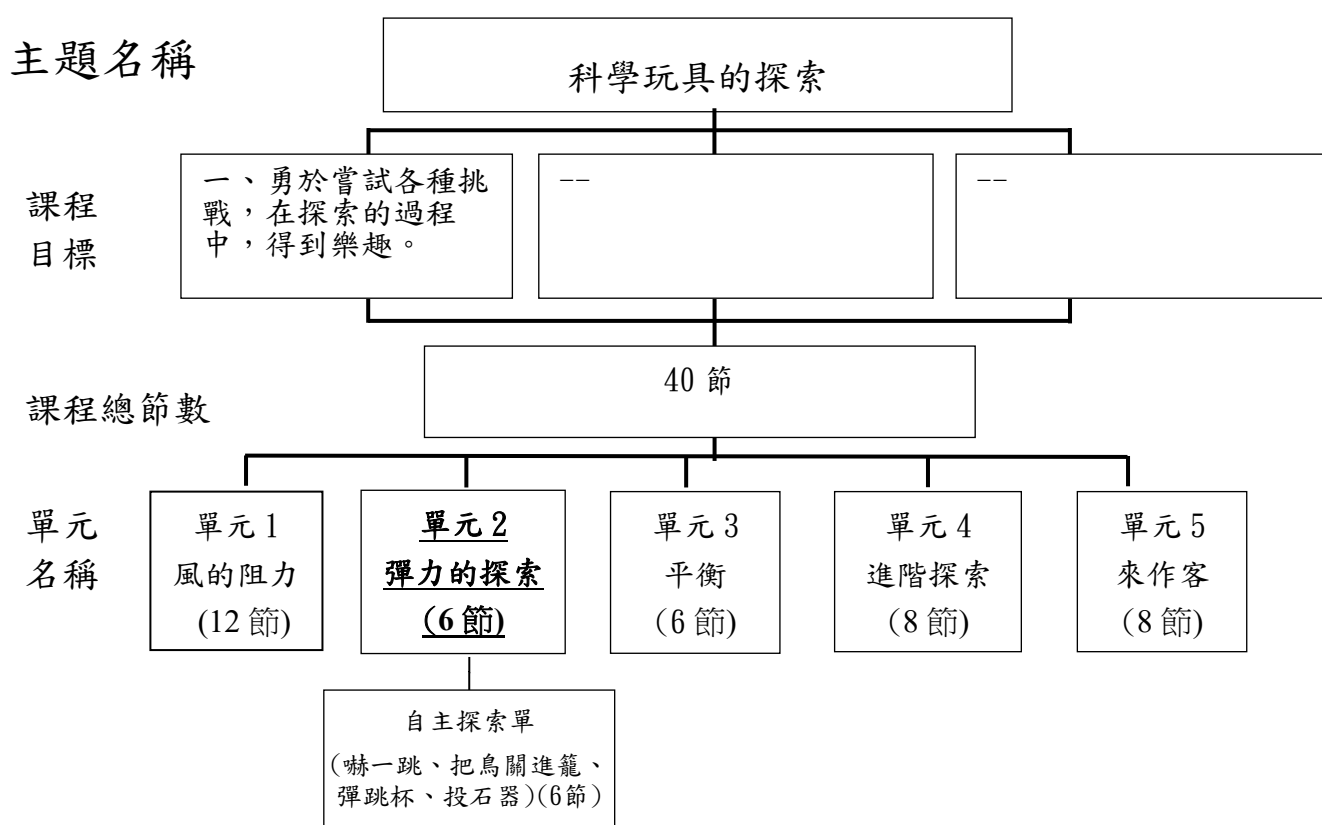 主題名稱
科學玩具的探索
課程
目標
一、勇於嘗試各種挑
戰，在探索的過程
中，得到樂趣。
--
--
課程總節數
40 節
單元
名稱
單元 1
風的阻力
(12 節)
單元 2
彈力的探索
(6 節)
單元 3
平衡
(6 節)
單元 4
進階探索
(8 節)
單元 5
來作客
(8 節)
自主探索單
(嚇一跳、把鳥關進籠、
彈跳杯、投石器)(6節)